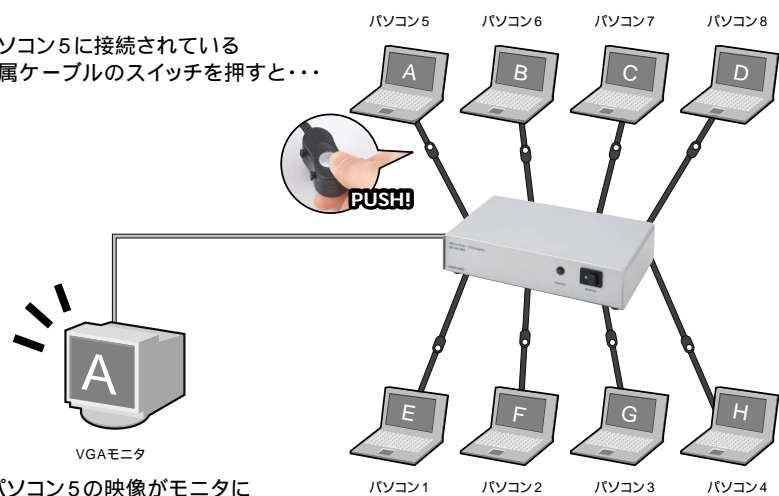 パソコン5
パソコン6
パソコン7
パソコン8
ソコン5に接続されている
属ケーブルのスイッチを押すと･･･
A
B
C
D
PUSH!
A
E
F
G
H
VGAモニタ
パソコン1
パソコン2
パソコン3
パソコン4
パソコン5の映像がモニタに